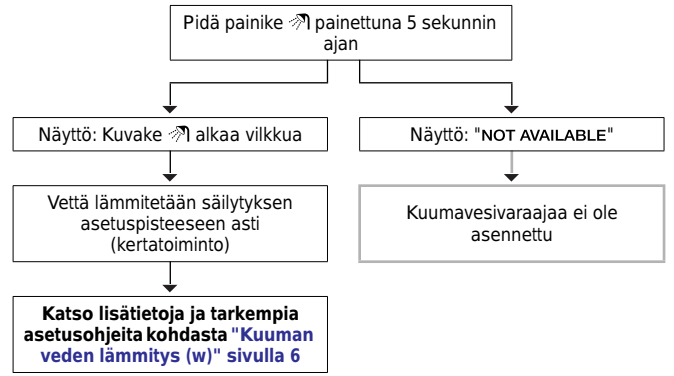 Pidä painike painettuna 5 sekunnin
ajan
Näyttö: Kuvake alkaa vilkkua
Näyttö: "NOT AVAILABLE"
Vettä lämmitetään säilytyksen
asetuspisteeseen asti
(kertatoiminto)
Kuumavesivaraajaa ei ole
asennettu
Katso lisätietoja ja tarkempia
asetusohjeita kohdasta "Kuuman
veden lämmitys (w)" sivulla 6